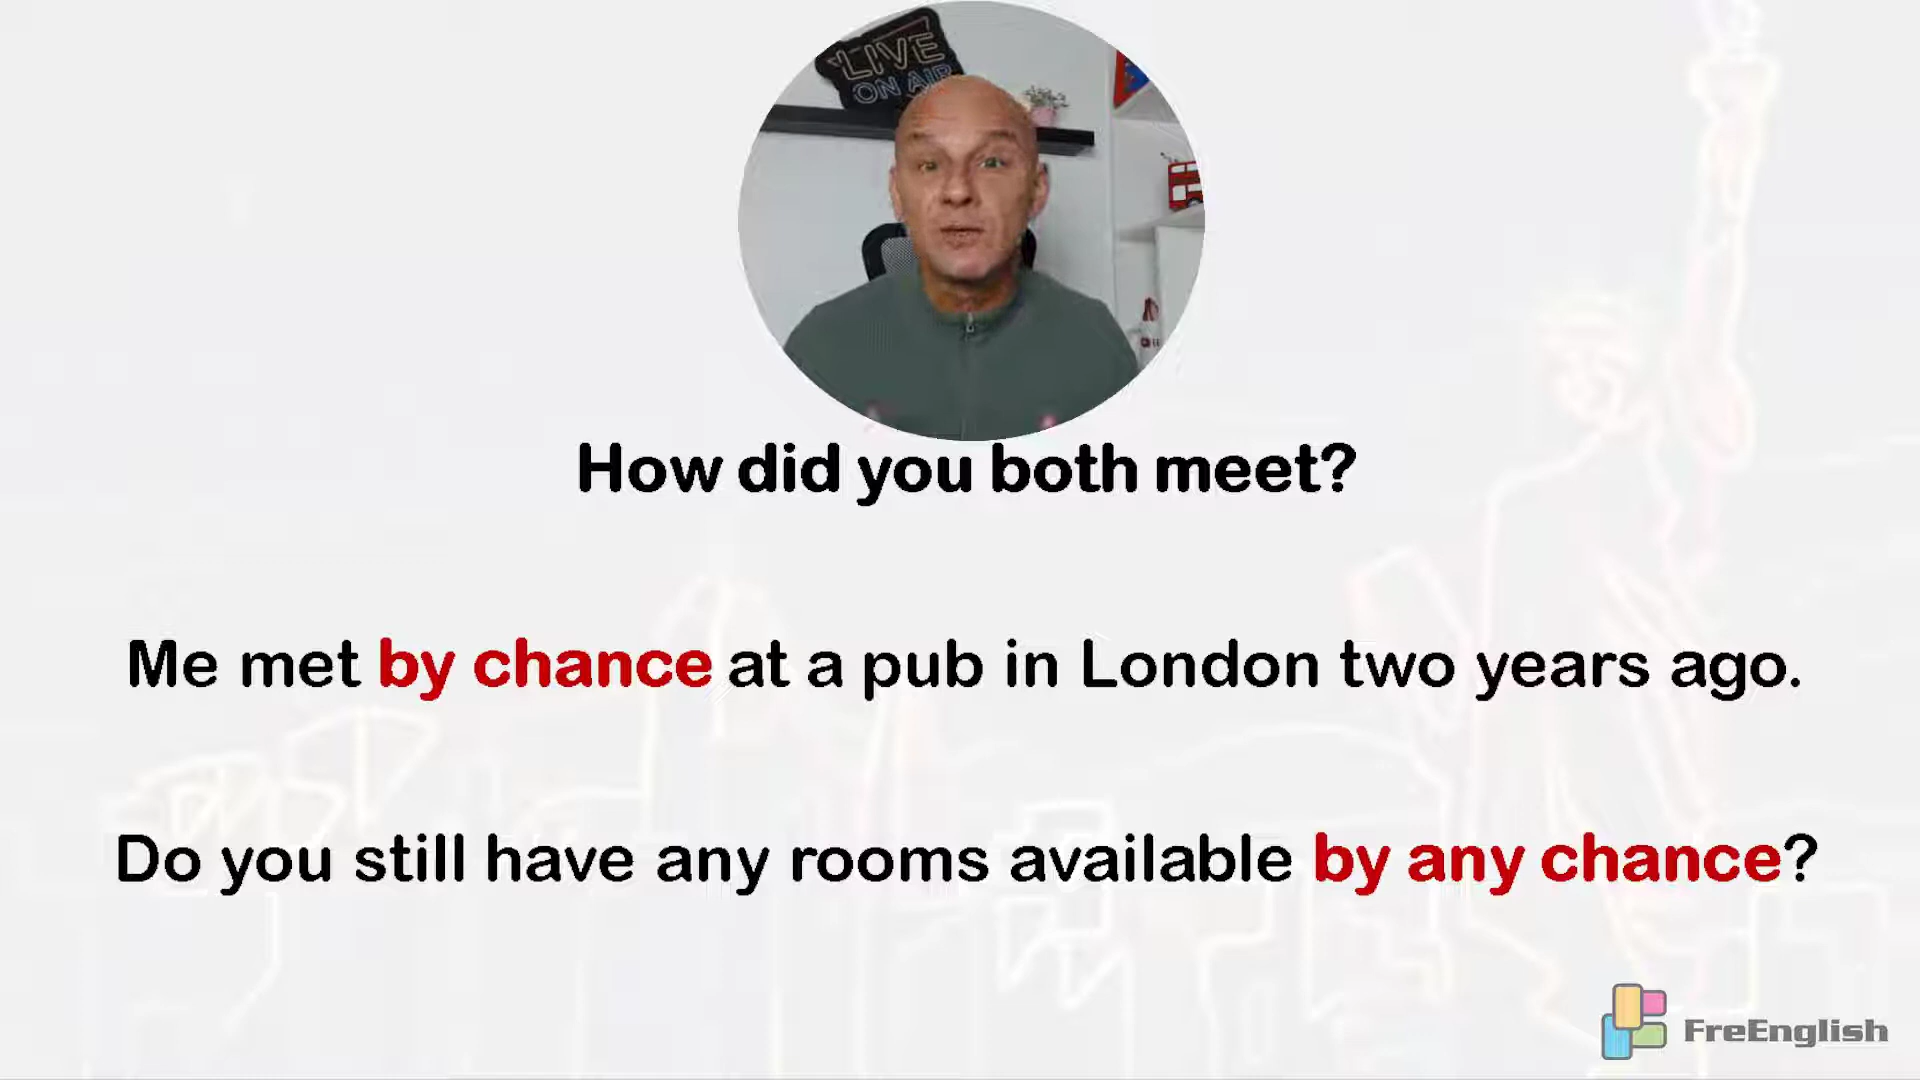 LIVE
ON AIR
How did you both meet?
Me met by chance at a pub in London two years ago.
Do you still have any rooms available by any chance?
FreEnglish